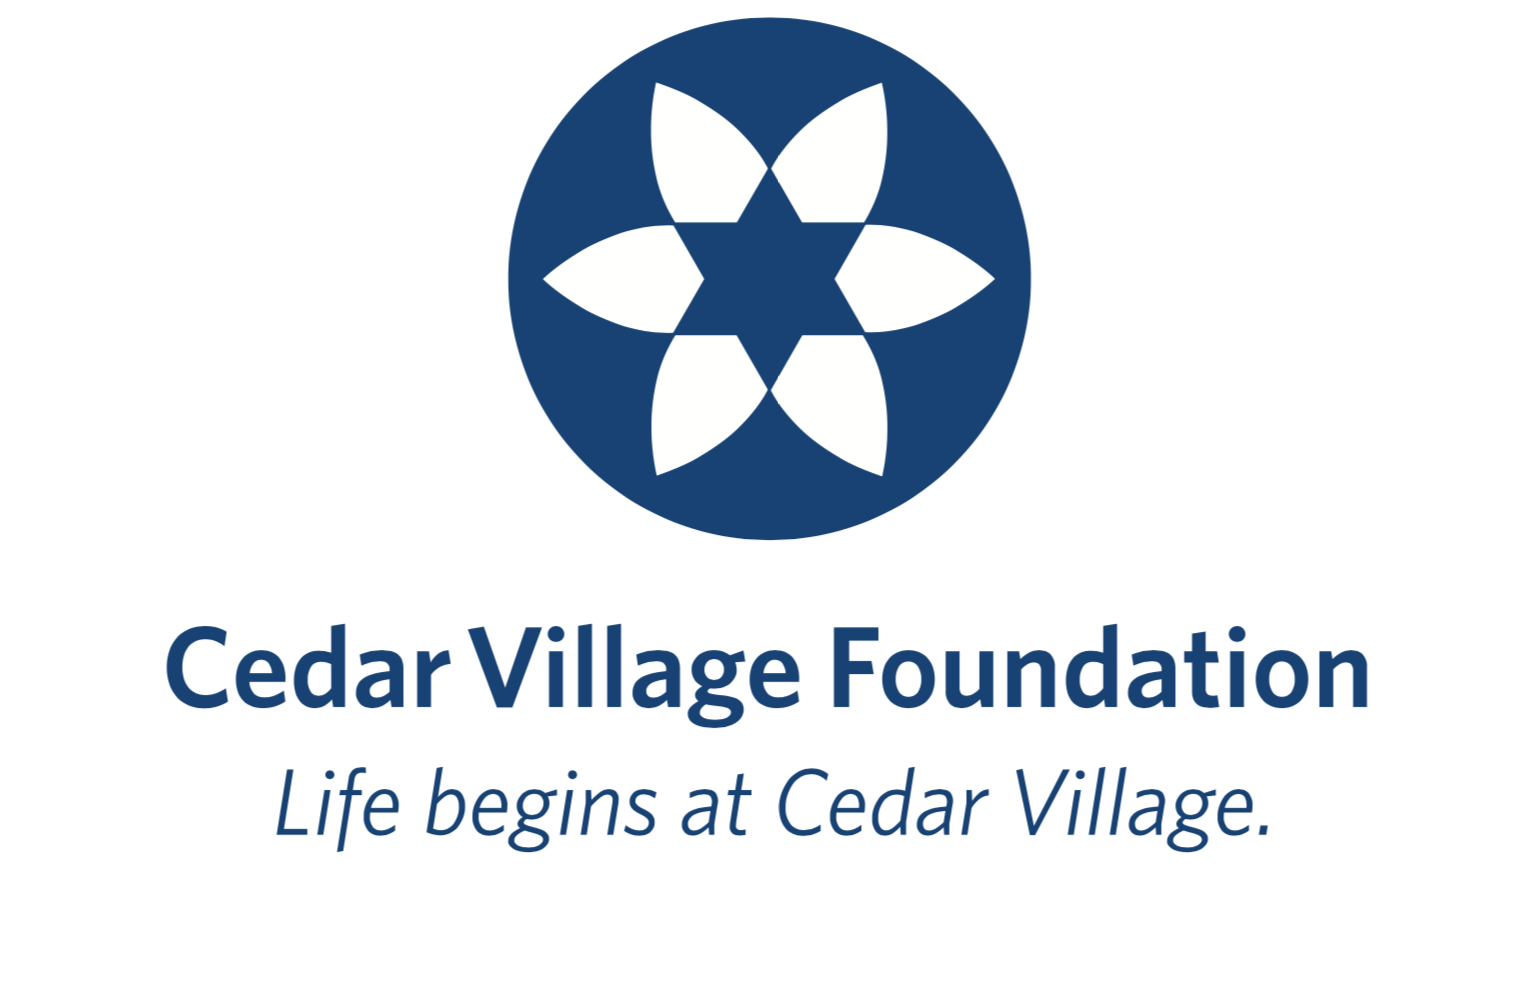 Cedar Village Foundation
Life begins at Cedar Village.